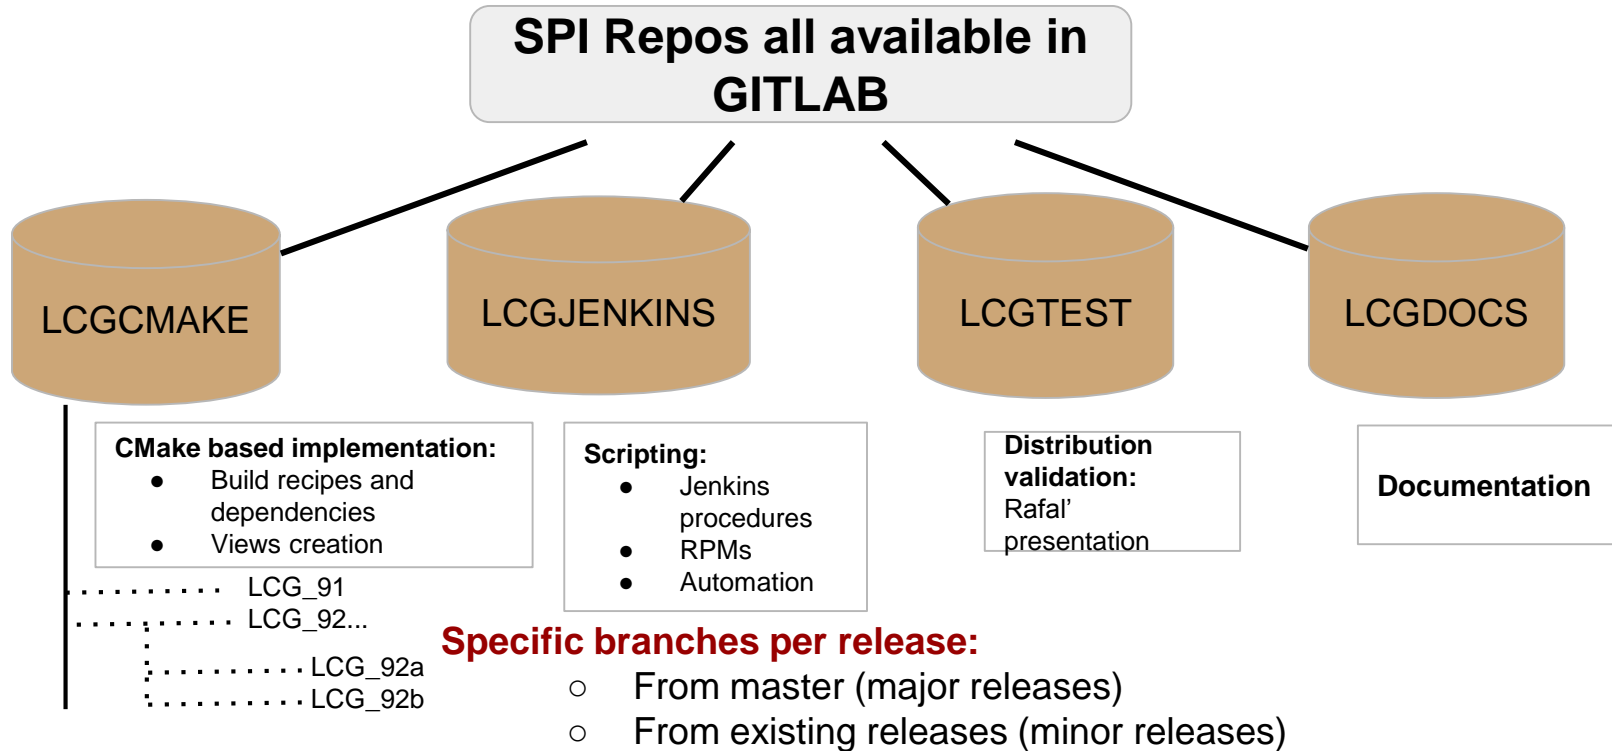 SPI Repos all available in
GITLAB
LCGCMAKE
LCGJENKINS
LCGTEST
LCGDOCS
CMake based implementation:
● Build recipes and
dependencies
● Views creation
Scripting:
● Jenkins
procedures
● RPMs
● Automation
Distribution
validation:
Rafal'
presentation
Documentation
LCG_91
LCG_92...
LCG_92a
LCG_92b
Specific branches per release:
○ From master (major releases)
○ From existing releases (minor releases)